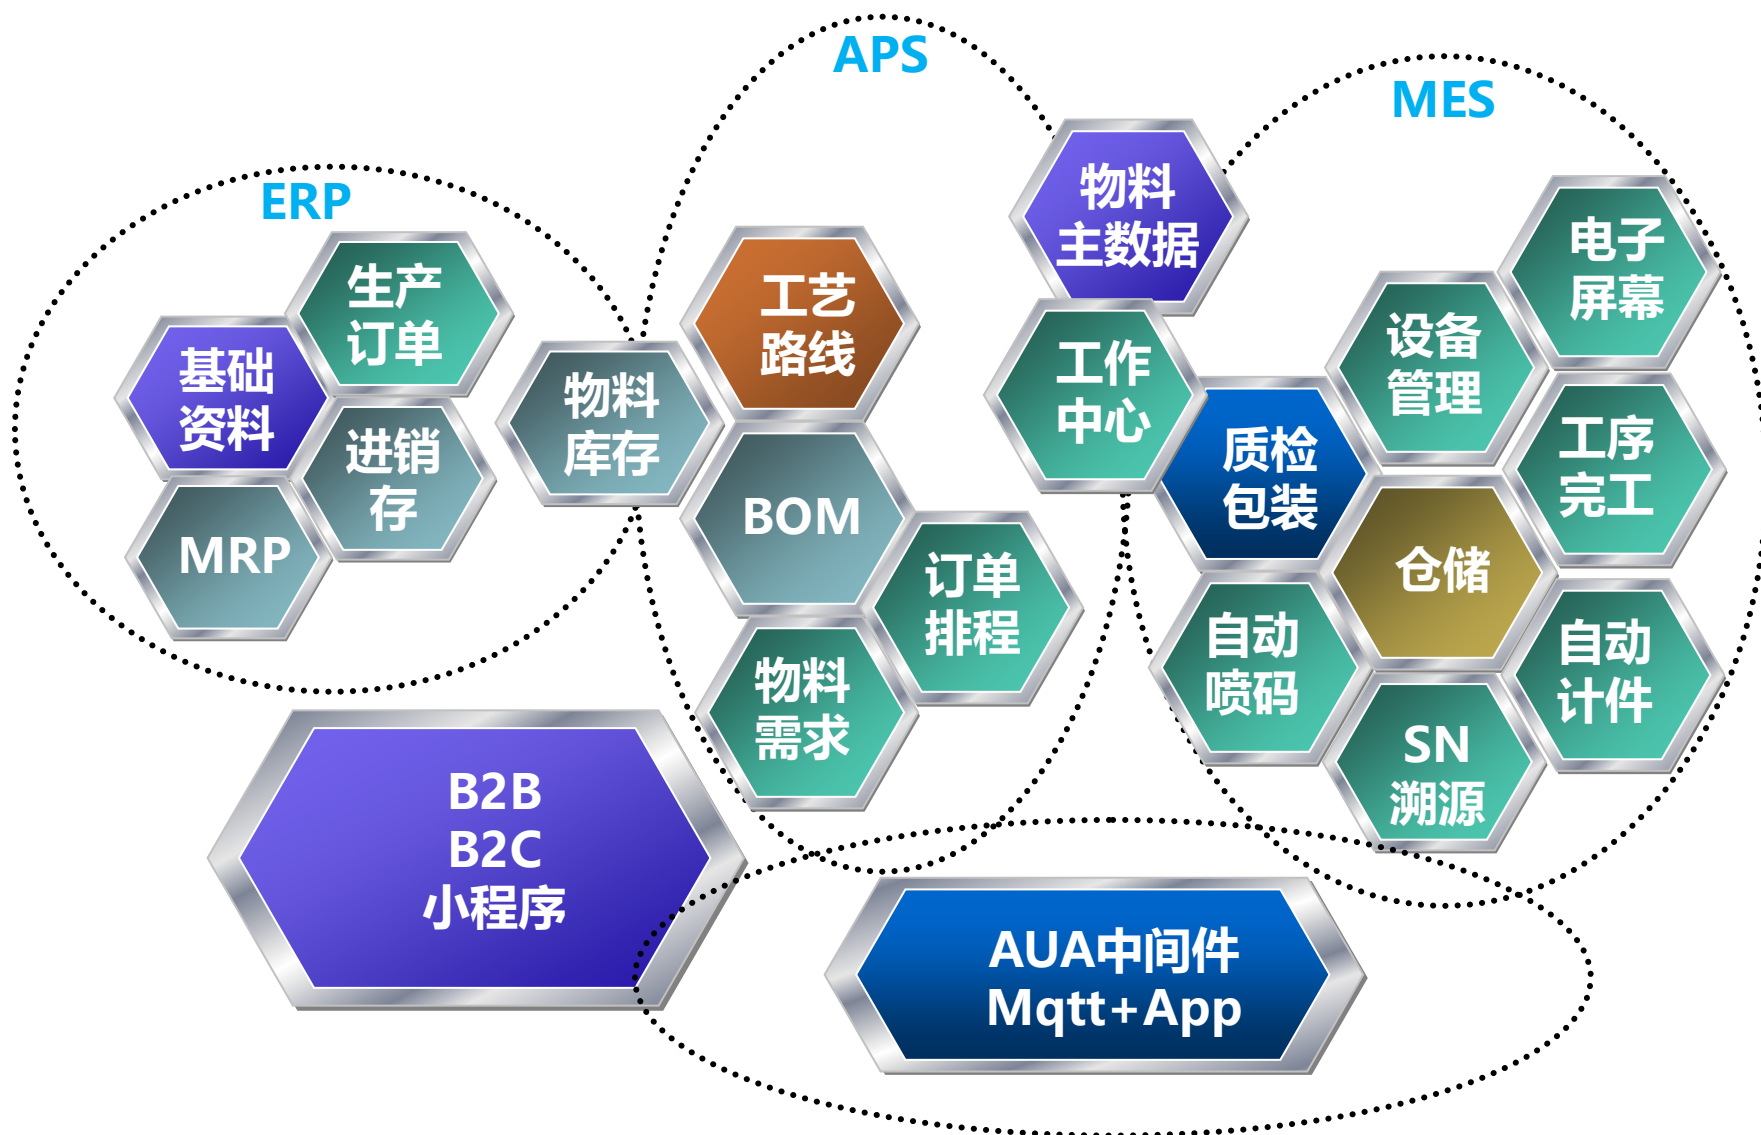 APS
MES
ERP
生产
订单
基础
资料
进销
存
MRP
物料
库存
工艺
路线
BOM
订单
排程
物料
需求
物料
主数据
工作
中心
质检
包装
设备
管理
电子
屏幕
工序
完工
仓储
自动
喷码
自动
计件
SN
溯源
B2B
B2C
小程序
AUA中间件
Mqtt+App